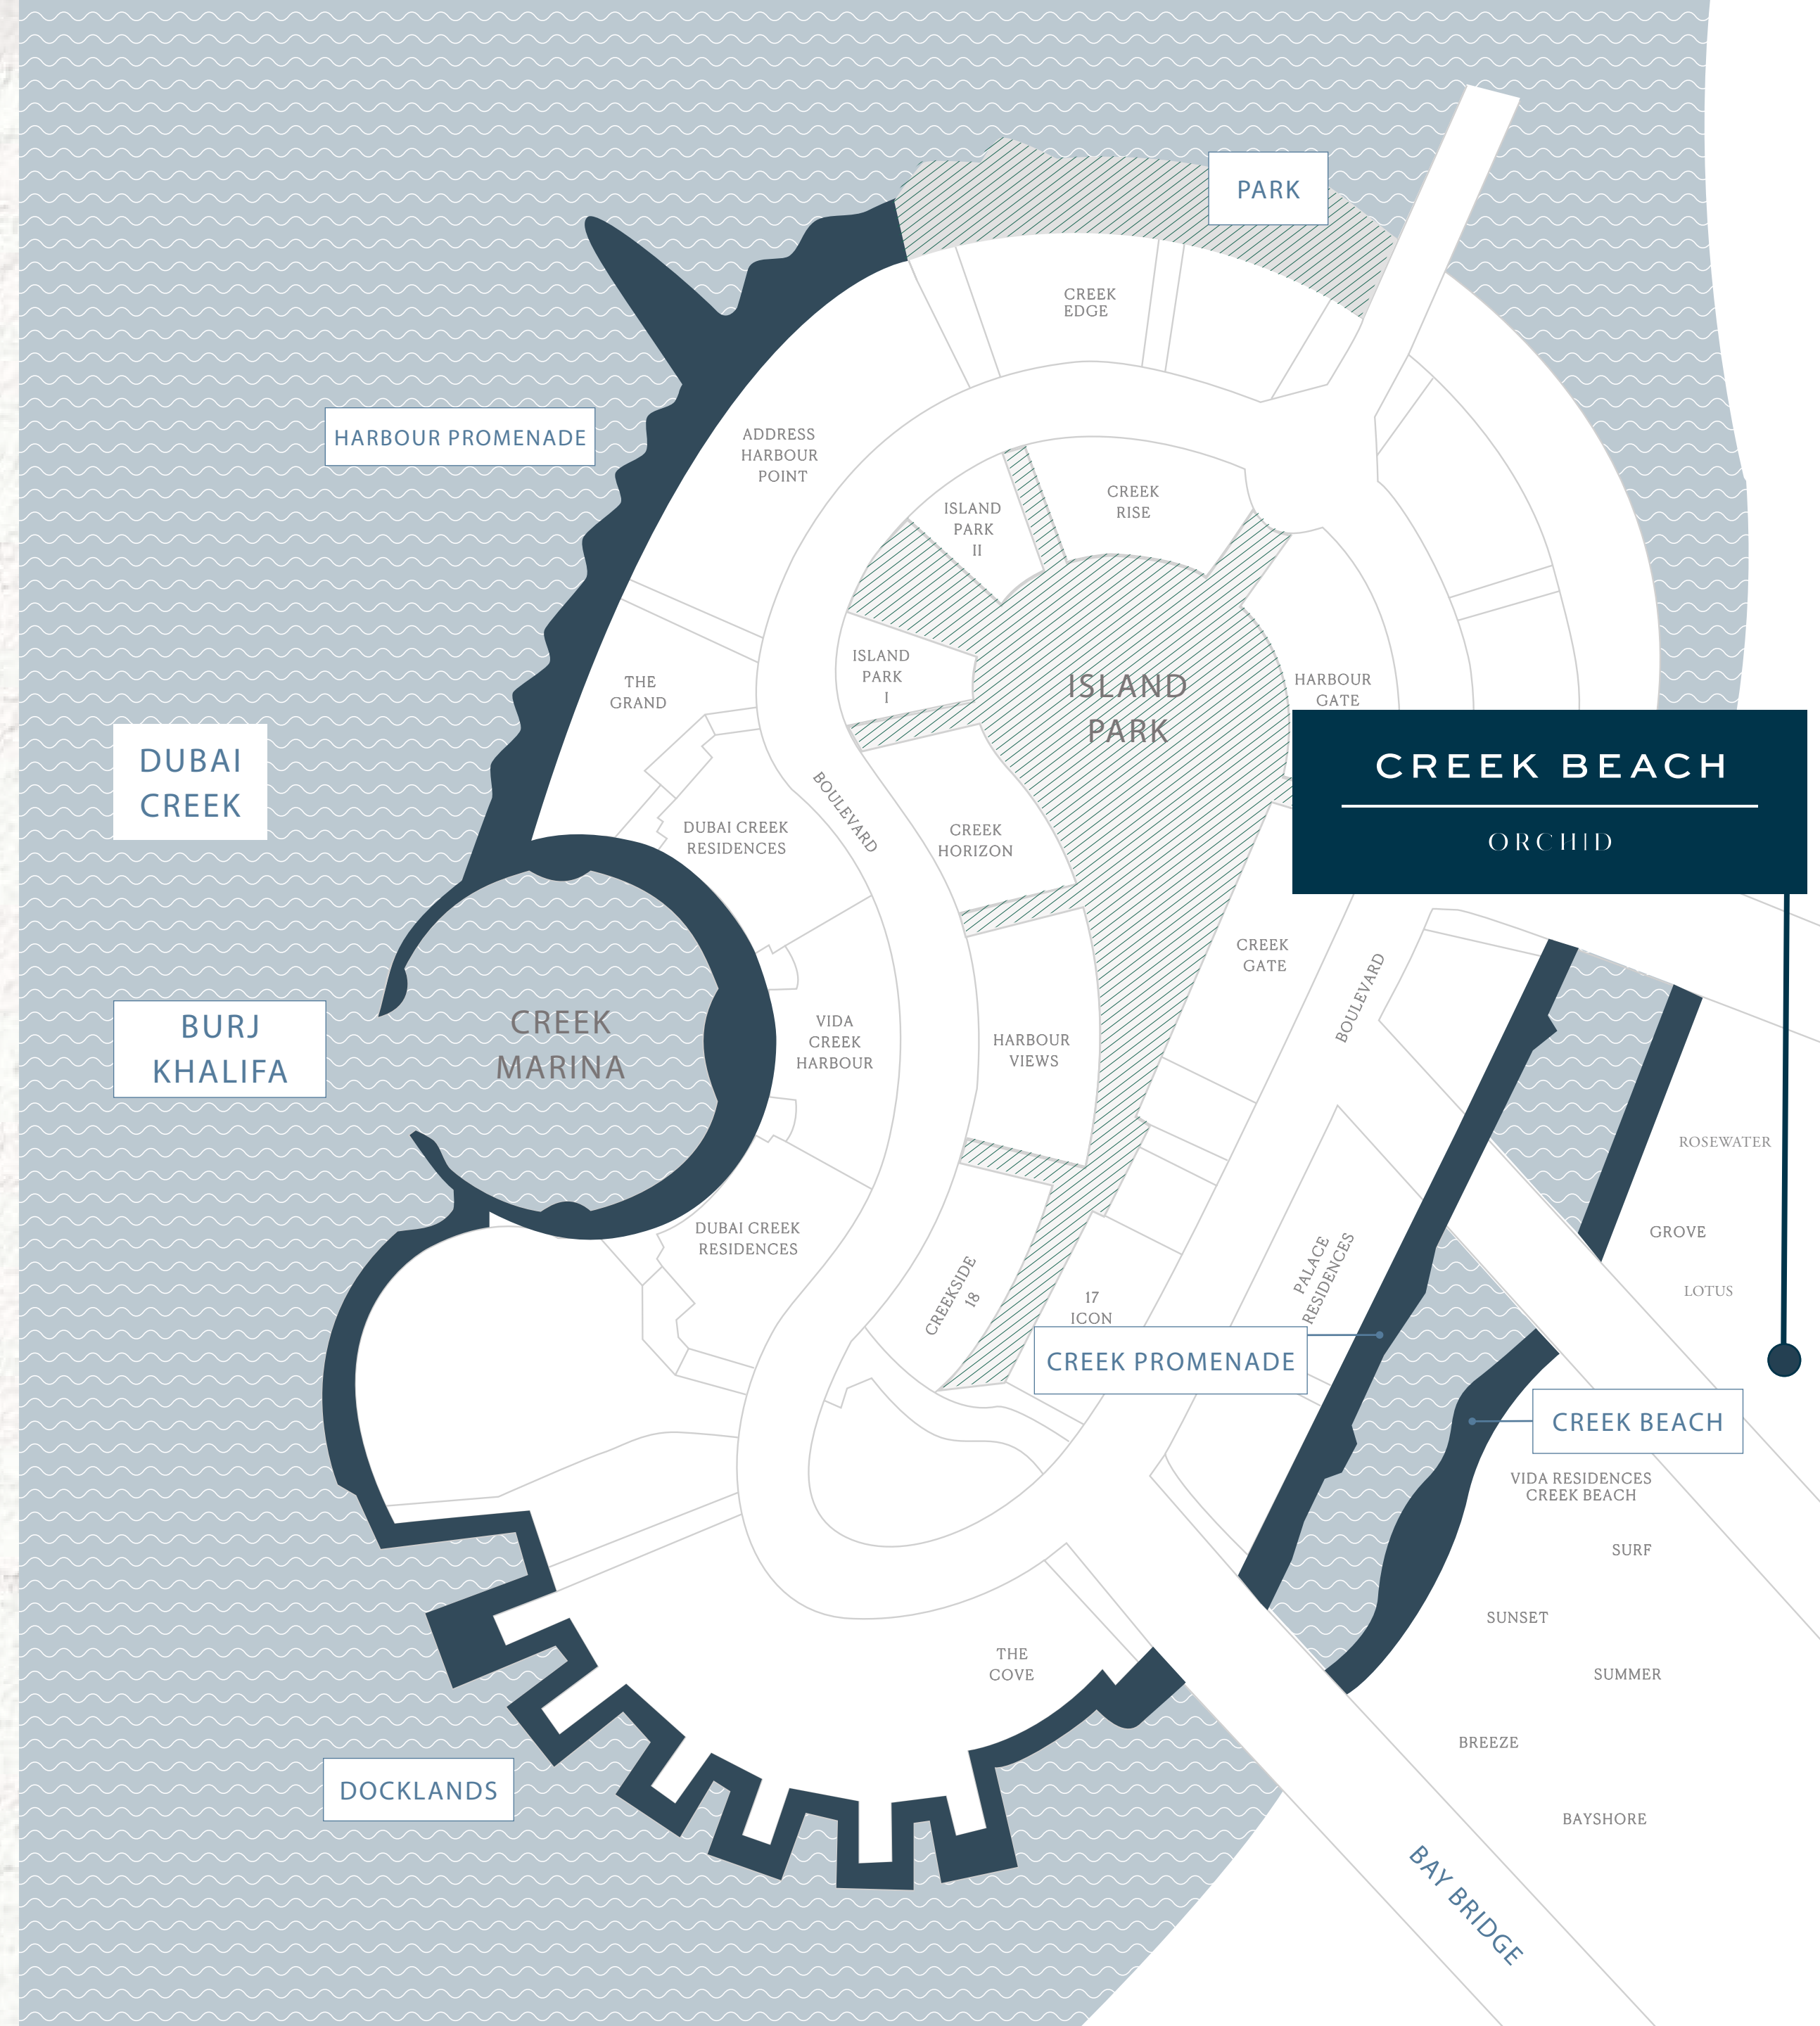 PARK
CREEK
EDGE
HARBOUR PROMENADE
ADDRESS
HARBOUR
POINT
ISLAND
PARK
II
CREEK
RISE
ISLAND
PARK
I
THE
GRAND
ISLAND
PARK
HARBOUR
GATE
DUBAI
CREEK
CREEK BEACH
ORCHID
BOULEVARD
DUBAI CREEK
RESIDENCES
CREEK
HORIZON
CREEK
GATE
BOULEVARD
BURJ
KHALIFA
CREEK
MARINA
VIDA
CREEK
HARBOUR
HARBOUR
VIEWS
ROSEWATER
GROVE
LOTUS
DUBAI CREEK
RESIDENCES
CREEKSIDE
18
17
ICON
PALACE
RESIDENCES
CREEK PROMENADE
CREEK BEACH
VIDA RESIDENCES
CREEK BEACH
SURF
SUNSET
THE
COVE
SUMMER
BREEZE
DOCKLANDS
BAYSHORE
BAY BRIDGE